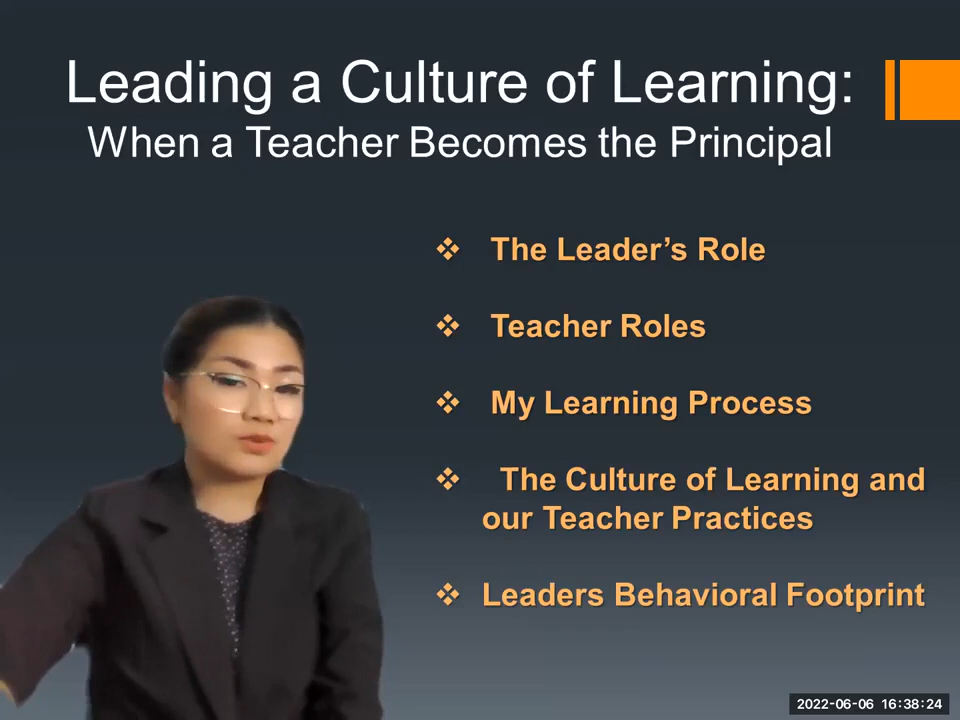 Leading a Culture of Learning:
When a Teacher Becomes the Principal
❖ The Leader’s Role
❖ Teacher Roles
❖ My Learning Process
❖ The Culture of Learning and
our Teacher Practices
❖ Leaders Behavioral Footprint
2022-06-06 16:38:24